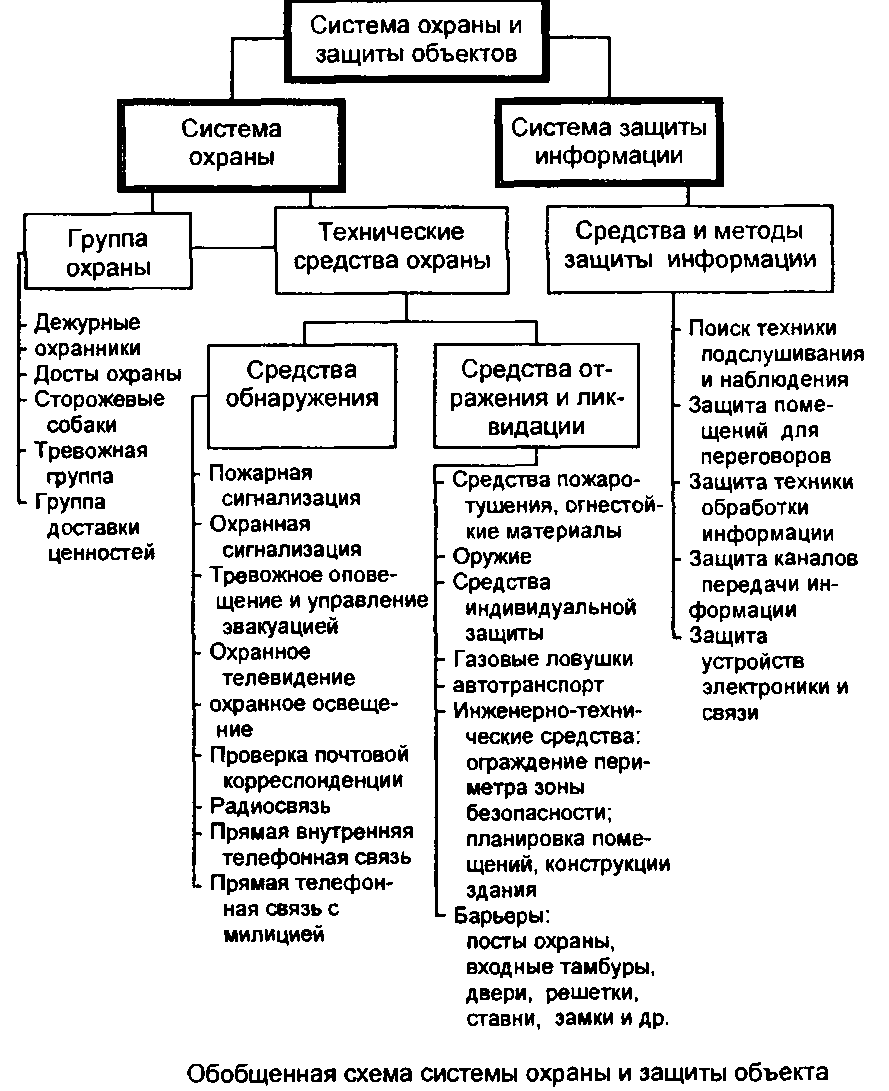 Система охраны и
защиты объектов
Система
охраны
Система защиты
информации
Группа
охраны
Технические
средства охраны
Средства и методы
защиты информации
Дежурные
охранники
Досты охраны
Сторожевые
собаки
Тревожная
группа
Группа
доставки
ценностей
Средства
обнаружения
Пожарная
сигнализация
Охранная
сигнализация
Тревожное опове-
щение и управление
эвакуацией
Охранное
телевидение
охранное освеще-
ние
Проверка почтовой
корреслонденции
Радиосвязь
Прямая внутренняя
телефонная связь
Прямая телефон-
ная связь с
милицией
Средства от-
ражения и лик-
видации
Средства пожаро-
тушения, огнестой-
кие материалы
Оружие
Средства
индивидуальной
защиты
Газовые ловушки
автотранспорт
Инженерно-техни-
ческие средства:
ограждение пери-
метра зоны
безопасности;
планировка поме-
щений, конструкции
здания
Барьеры:
посты охраны,
входные тамбуры,
двери, решетки,
ставни, замки и др.
Поиск техники
подслушивания
и наблюдения
Защита поме-
щений для
переговоров
Защита техники
обработки
информации
Защита каналов
передачи ин-
формации
Защита
устройств
электроники и
связи
Обобщенная схема системы охраны и защиты объекта